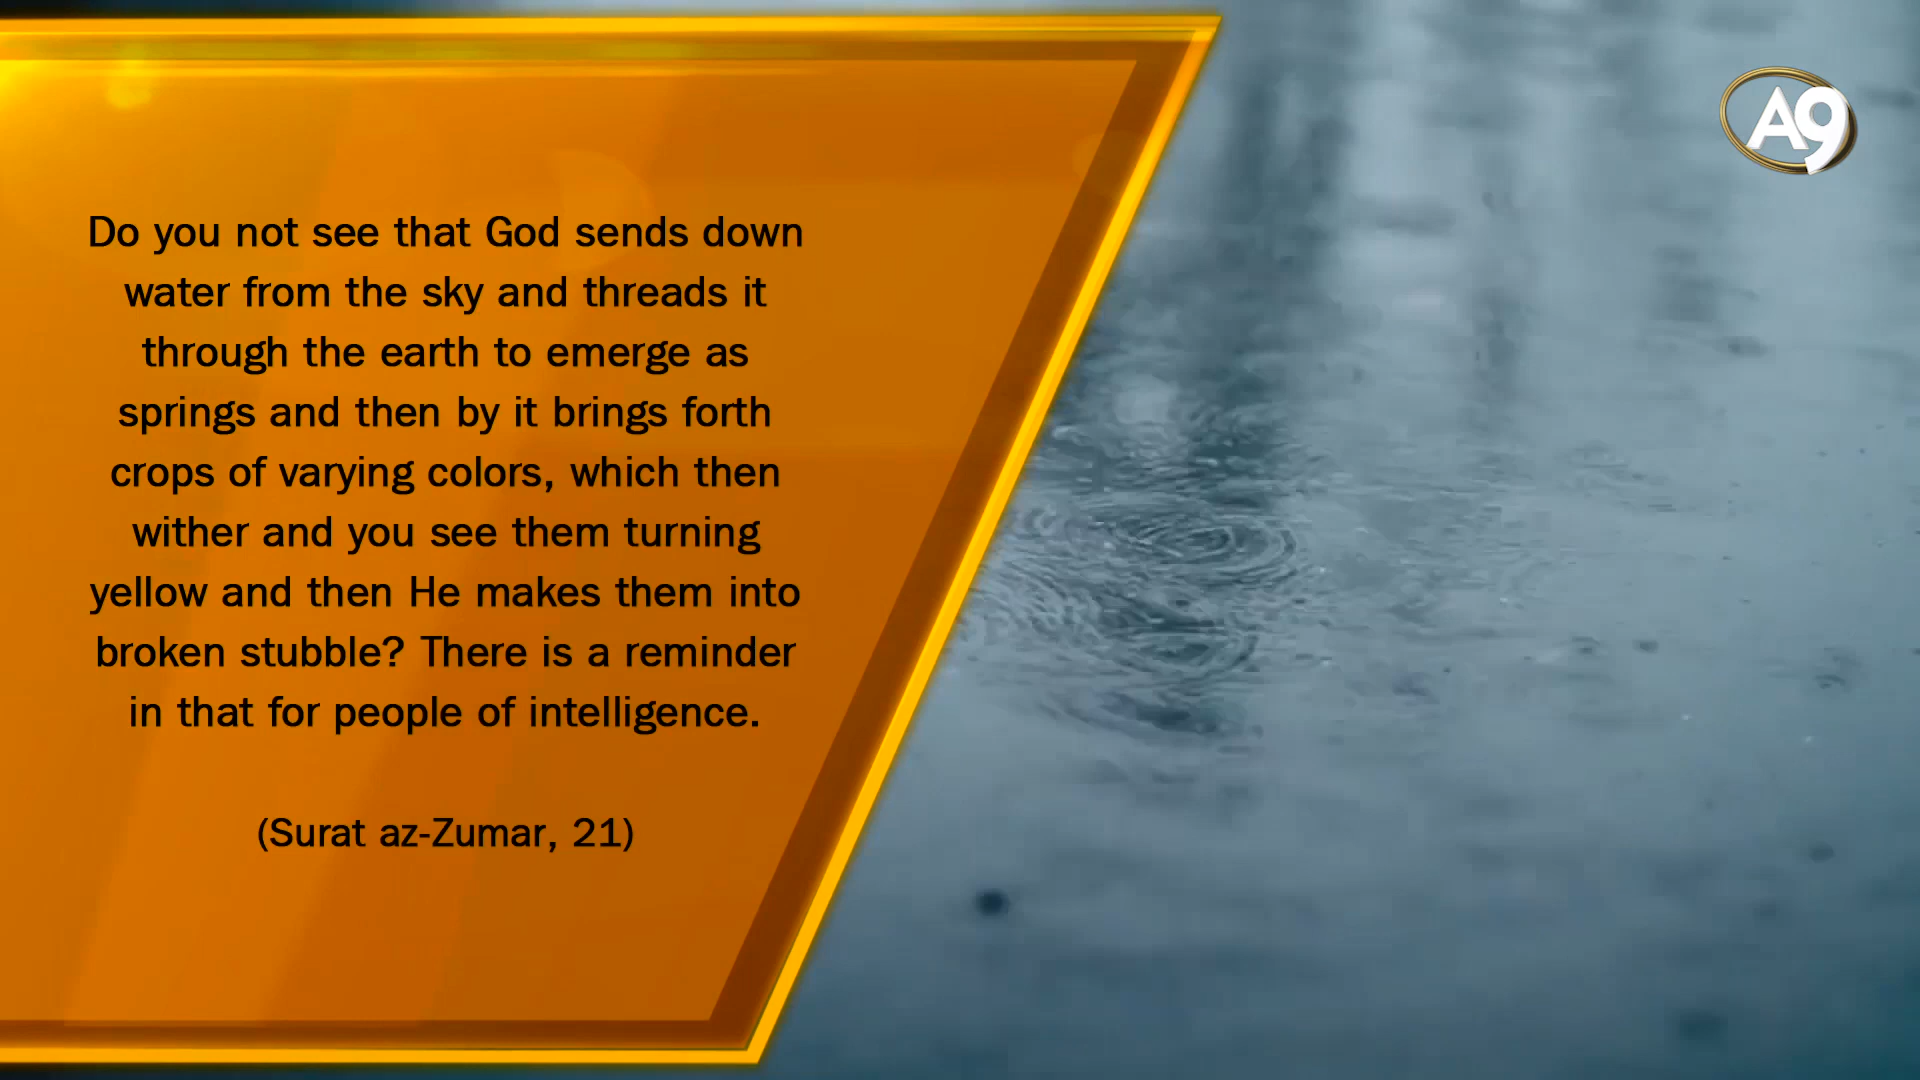 Do you not see that God sends down
water from the sky and threads it
through the earth to emerge as
springs and then by it brings forth
crops of varying colors, which then
wither and you see them turning
yellow and then He makes them into
broken stubble? There is a reminder
in that for people of intelligence.
(Surat az-Zumar, 21)
A9